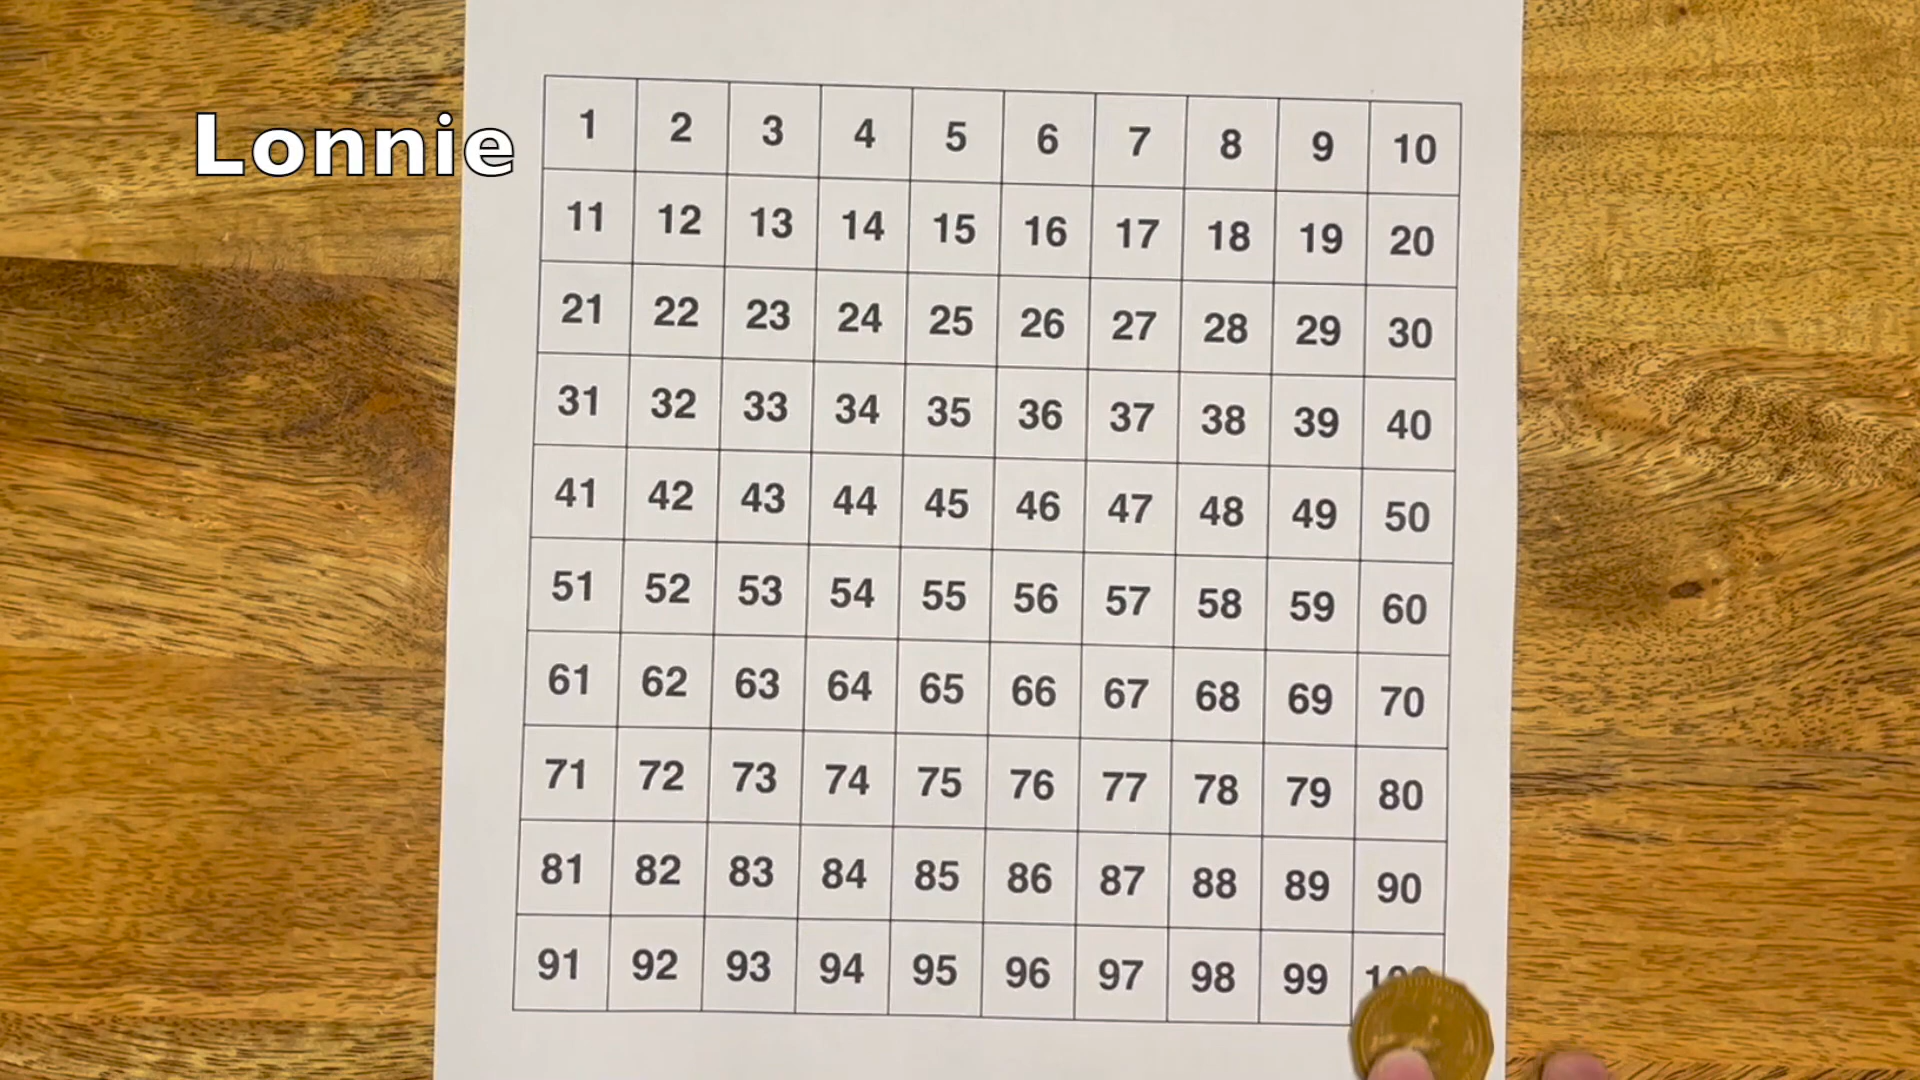 Lonnie
1 2 3 4 5 6 7 8 9 10
11 12 13 14 15 16 17 18 19 20
21 22 23 24 25 26 27 28 29 30
31 32 33 34 35 36 37 38 39 40
41 42 43 44 45 46 47 48 49 50
51 52 53 54 55 56 57 58 59 60
61 62 63 64 65 66 67 68 69 70
71 72 73 74 75 76 77 78 79 80
81 82 83 84 85 86 87 88 89 90
91 92 93 94 95 96 97 98 99 100